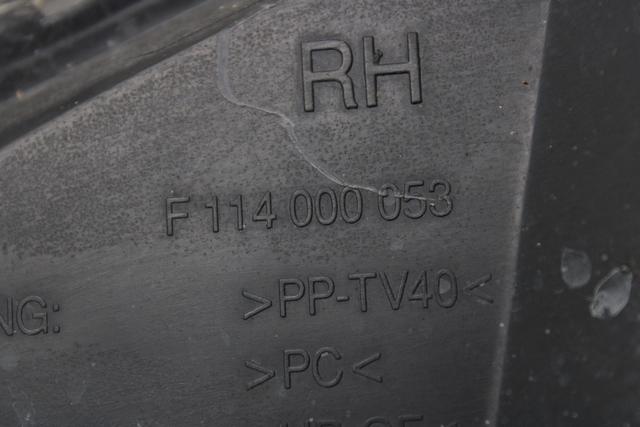 RH
F 114 000 053
>PP-TV40<
NG:
>PC<